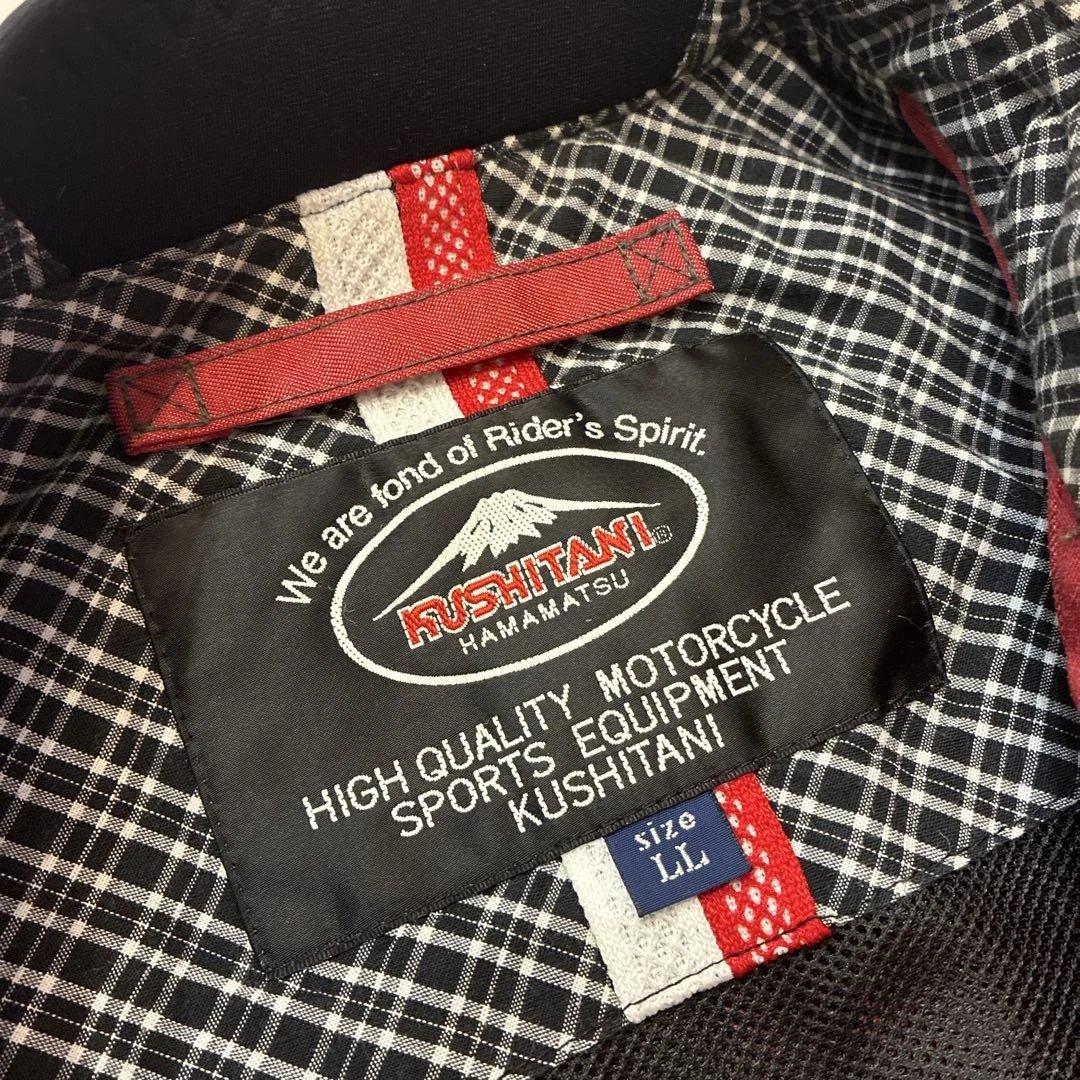 We are fond of Rider's Spirit.
KUSHITANI®
HAMAMATSU
HIGH QUALITY MOTORCYCLE
SPORTS EQUIPMENT
KUSHITANI
size
LL